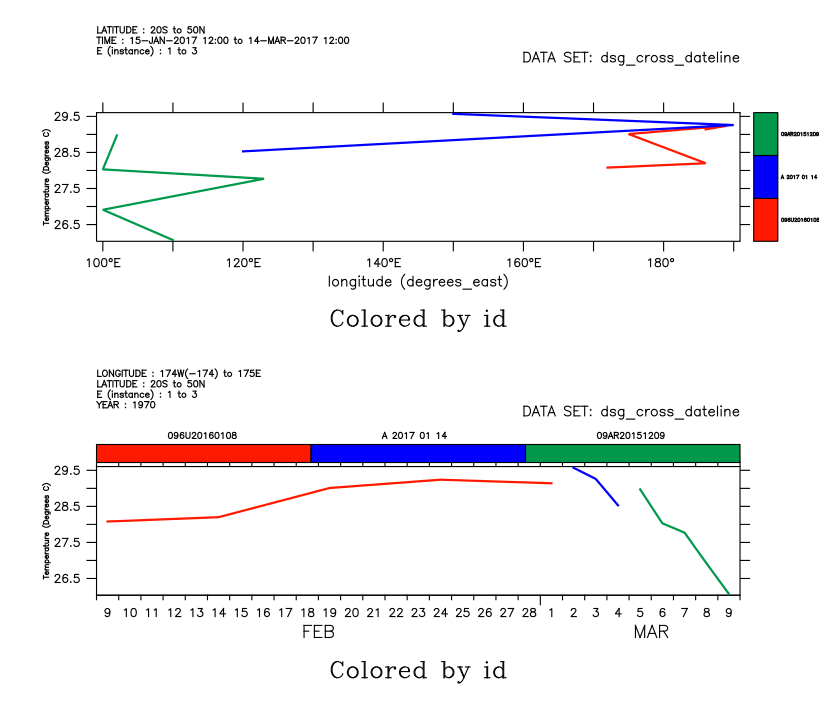 LATITUDE : 20S to 50N
TIME : 15-JAN-2017 12:00 to 14-MAR-2017 12:00
E (instance) : 1 to 3
DATA SET: dsg_cross_dateline
29.5
28.5
27.5
26.5
Temperature (Degrees C)
09AR20151209
A 2017 01 14
096U20160108
100°E 120°E 140°E 160°E 180°
longitude (degrees_east)
Colored by id
LONGITUDE : 174W(-174) to 175E
LATITUDE : 20S to 50N
E (instance) : 1 to 3
YEAR : 1970
DATA SET: dsg_cross_dateline
096U20160108 A 2017 01 14 09AR20151209
29.5
28.5
27.5
26.5
Temperature (Degrees C)
9 10 11 12 13 14 15 16 17 18 19 20 21 22 23 24 25 26 27 28 1 2 3 4 5 6 7 8 9
FEB MAR
Colored by id